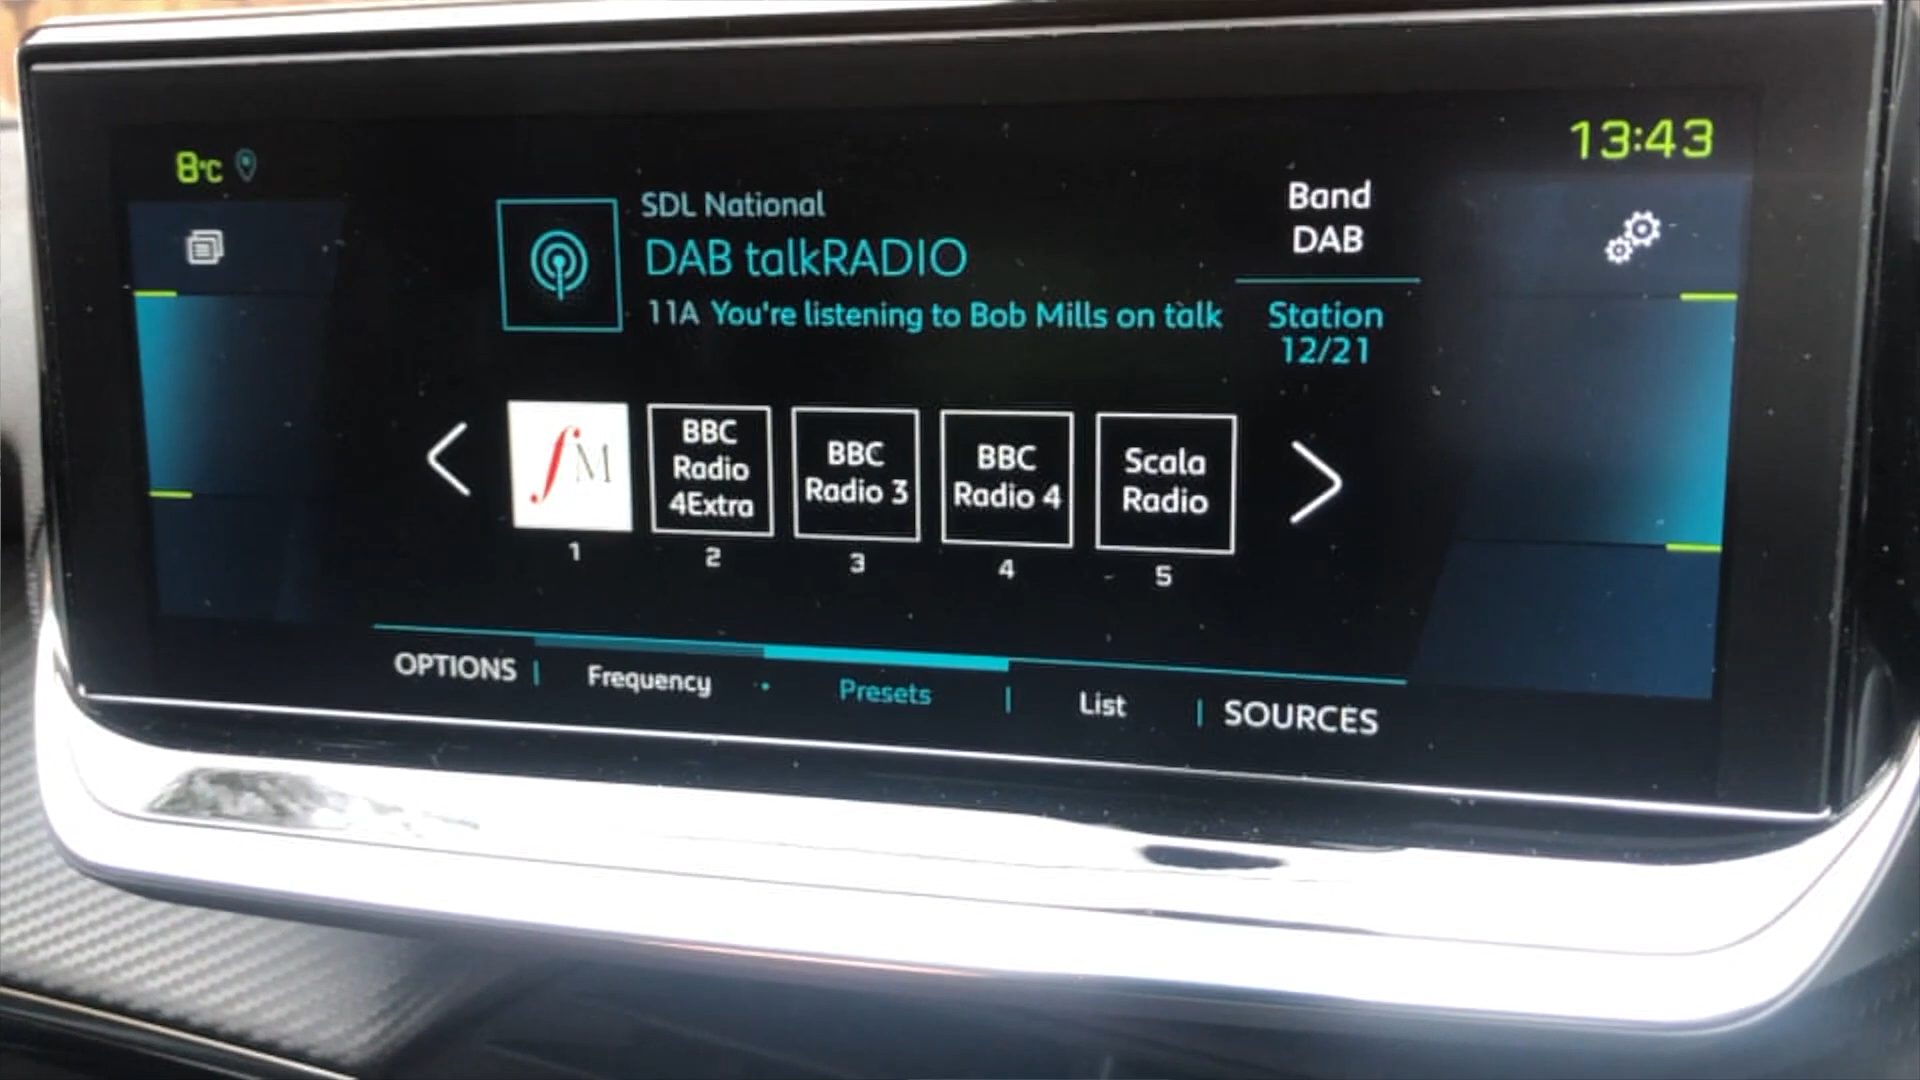 8°C
13:43
SDL National
DAB talkRADIO
11A You're listening to Bob Mills on talk
Band
DAB
Station
12/21
fM
BBC
Radio
4Extra
BBC
Radio 3
BBC
Radio 4
Scala
Radio
1
2
3
4
5
OPTIONS
Frequency
Presets
List
SOURCES